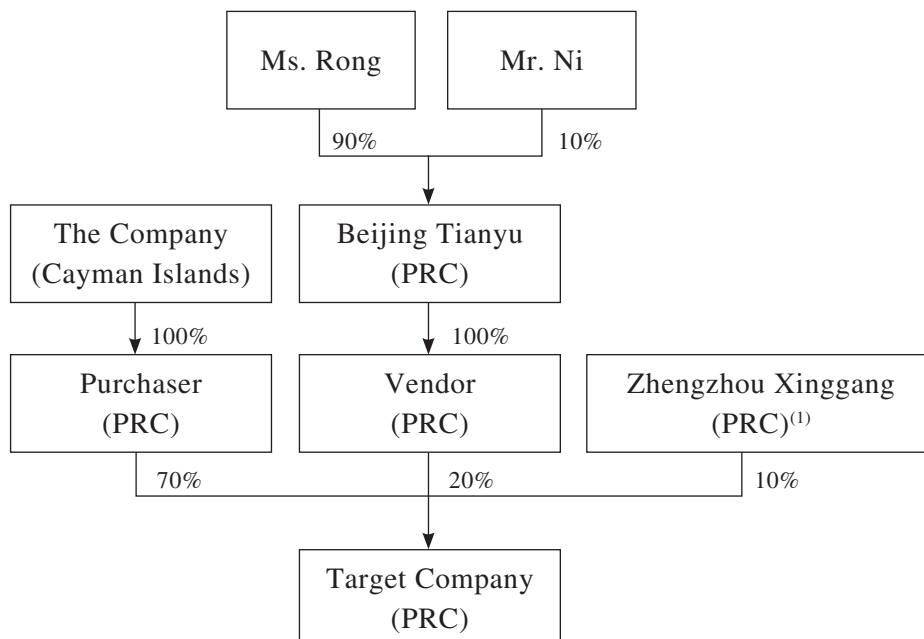 Ms. Rong
Mr. Ni
90%
10%
The Company
(Cayman Islands)
Beijing Tianyu
(PRC)
100%
100%
Purchaser
(PRC)
Vendor
(PRC)
Zhengzhou Xinggang
(PRC)(1)
70%
20%
10%
Target Company
(PRC)